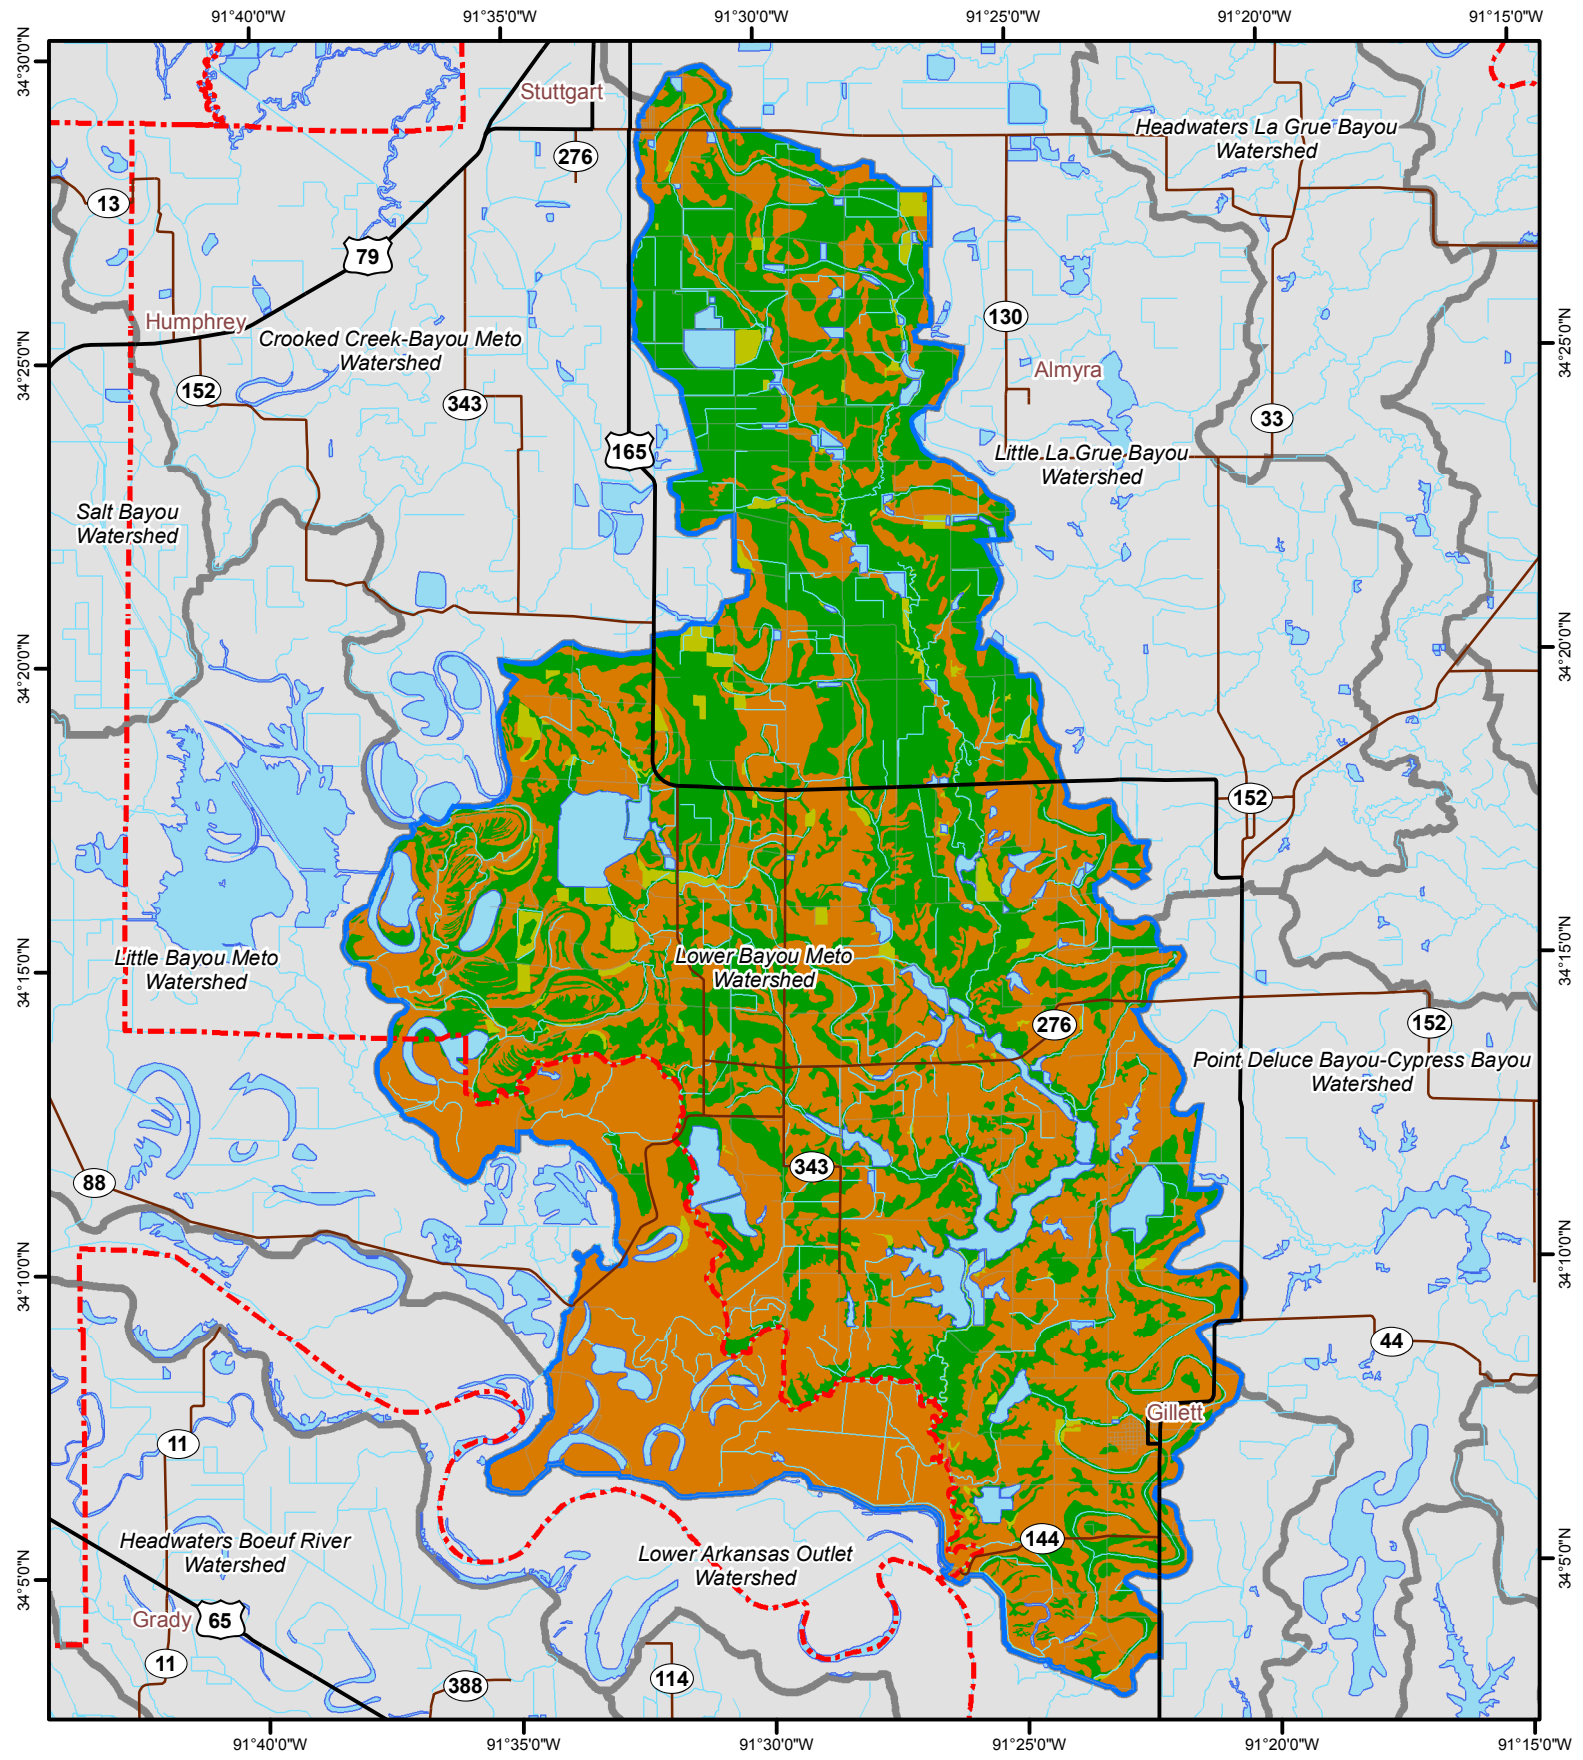 91°40'0"W
91°35'0"W
91°30'0"W
91°25'0"W
91°20'0"W
91°15'0"W
34°30'0"N
Stuttgart
276
Headwaters La Grue Bayou
Watershed
13
79
Humphrey
Crooked Creek-Bayou Meto
Watershed
130
34°25'0"N
34°25'0"N
Almyra
152
343
33
165
Little La Grue Bayou
Watershed
Salt Bayou
Watershed
34°20'0"N
34°20'0"N
152
Little Bayou Meto
Watershed
Lower Bayou Meto
Watershed
34°15'0"N
34°15'0"N
276
152
Point Deluce Bayou-Cypress Bayou
Watershed
88
343
34°10'0"N
34°10'0"N
44
Gillett
11
Headwaters Boeuf River
Watershed
144
Lower Arkansas Outlet
Watershed
34°5'0"N
34°5'0"N
Grady
65
11
388
114
91°40'0"W
91°35'0"W
91°30'0"W
91°25'0"W
91°20'0"W
91°15'0"W